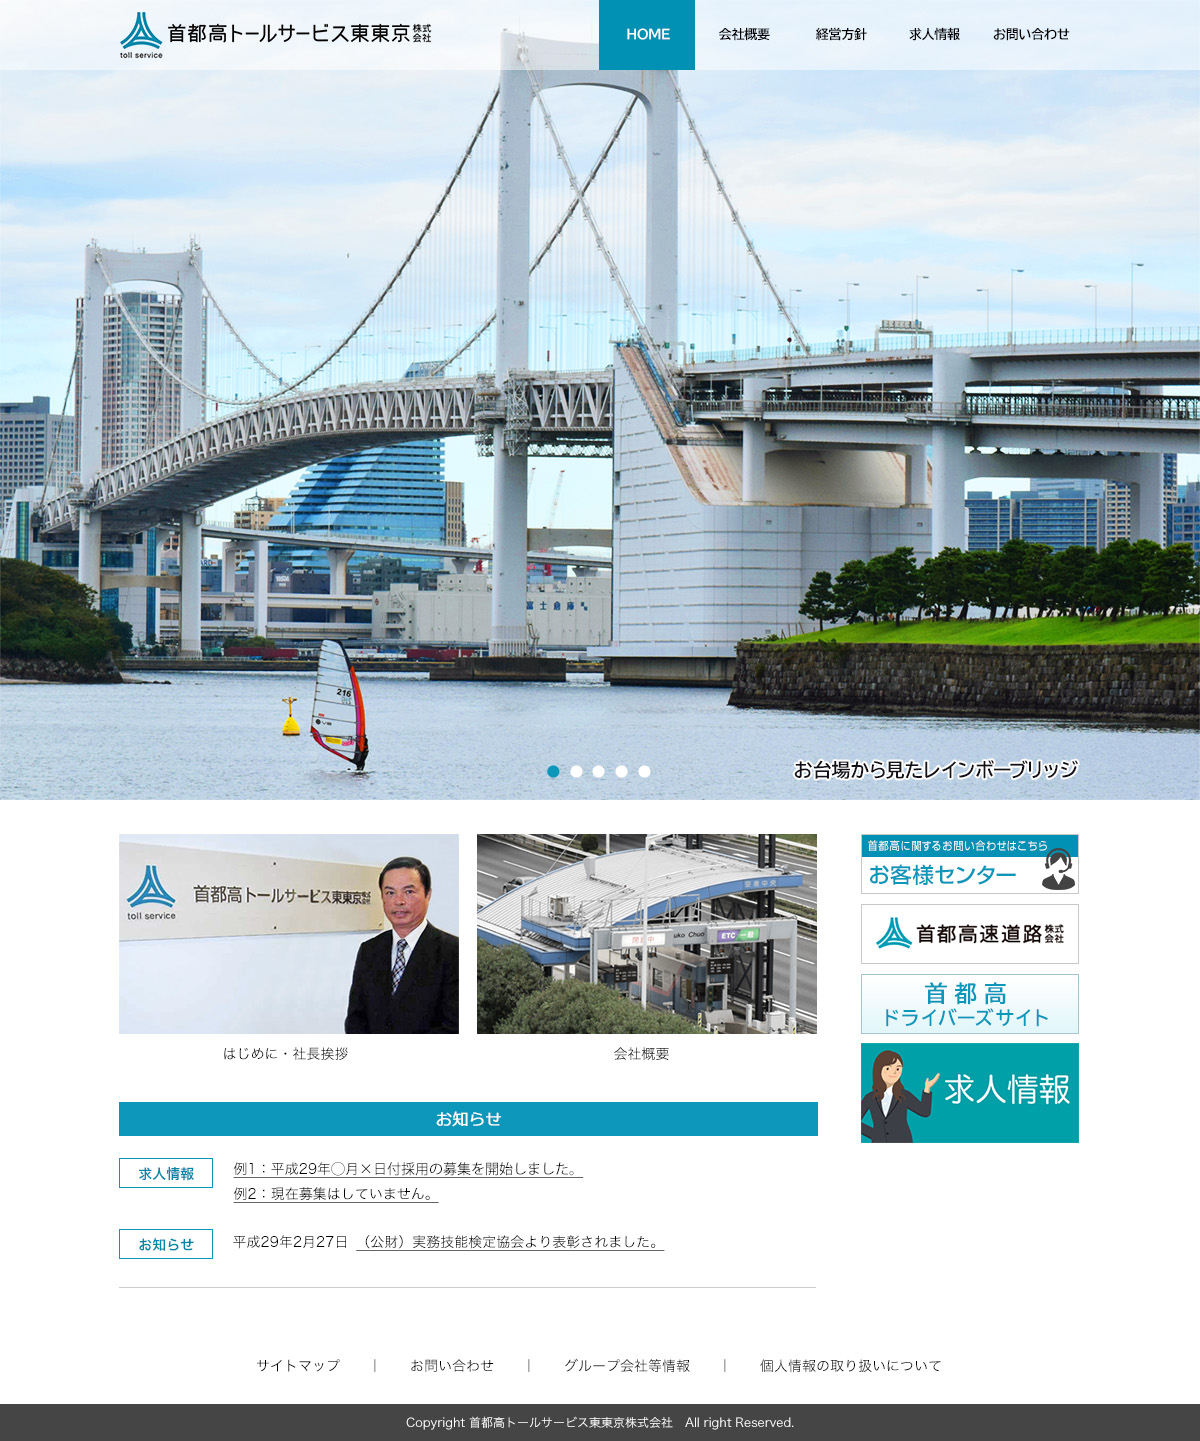 首都高トールサービス東東京株式会社
toll service
HOME
会社概要
経営方針
求人情報
お問い合わせ
富士倉庫
216
お台場から見たレインボーブリッジ
首都高トールサービス東東京株式会社
toll service
空港中央
Chuo
ETC
一般
はじめに・社長挨拶
会社概要
首都高に関するお問い合わせはこちら
お客様センター
首都高速道路株式会社
首都高
ドライバーズサイト
求人情報
お知らせ
求人情報
例1：平成29年◯月×日付採用の募集を開始しました。
例2：現在募集はしていません。
お知らせ
平成29年2月27日 （公財）実務技能検定協会より表彰されました。
サイトマップ | お問い合わせ | グループ会社等情報 | 個人情報の取り扱いについて
Copyright 首都高トールサービス東東京株式会社　All right Reserved.